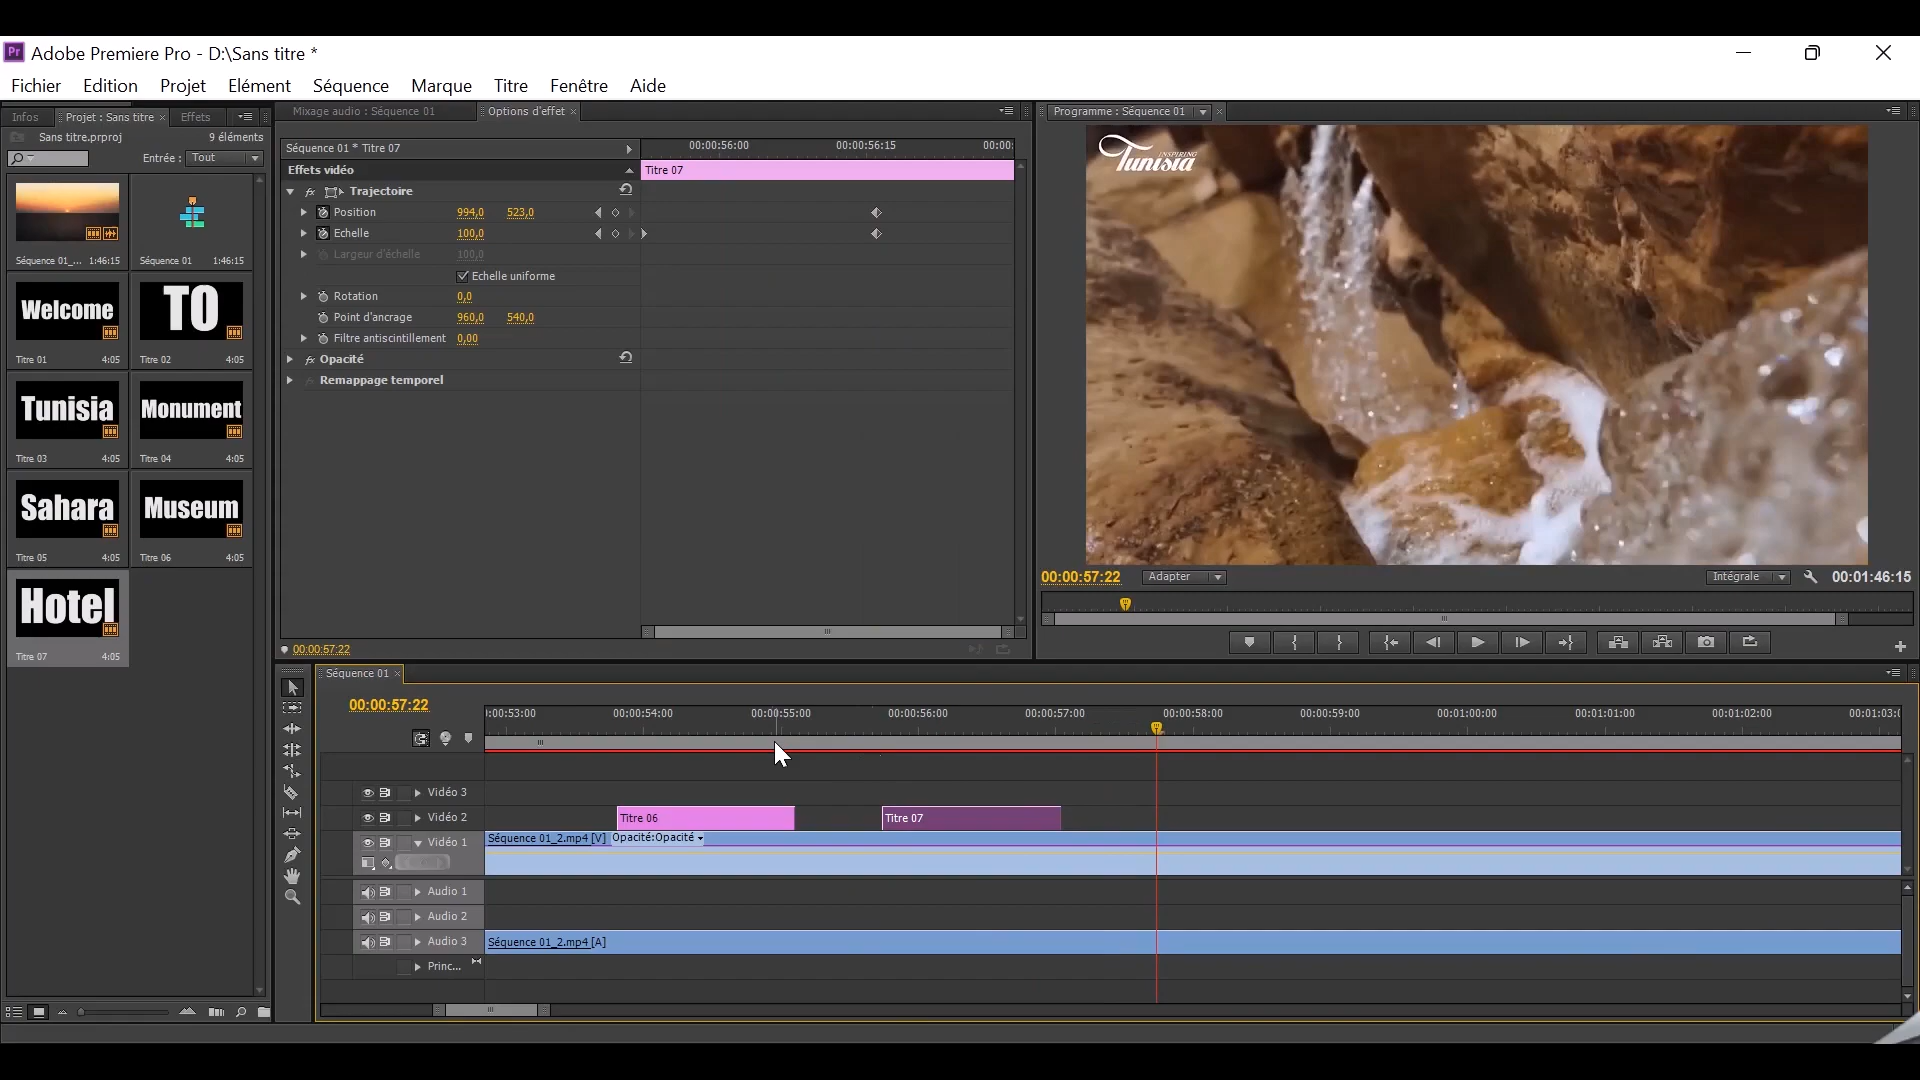 Adobe Premiere Pro - D:\Sans titre *
Fichier Edition Projet Elément Séquence Marque Titre Fenêtre Aide
Infos Projet : Sans titre × Effets
Sans titre.prproj 9 éléments
Entrée : Tout
Séquence 01_... 1:46:15
Séquence 01 1:46:15
Welcome
Titre 01 4:05
TO
Titre 02 4:05
Tunisia
Titre 03 4:05
Monument
Titre 04 4:05
Sahara
Titre 05 4:05
Museum
Titre 06 4:05
Hotel
Titre 07 4:05
Mixage audio : Séquence 01 Options d'effet ×
Séquence 01 * Titre 07
00:00:56:00 00:00:56:15 00:00:
Effets vidéo
Titre 07
fx Trajectoire
Position 994,0 523,0
Echelle 100,0
Largeur d'échelle 100,0
Echelle uniforme
Rotation 0,0
Point d'ancrage 960,0 540,0
Filtre antiscintillement 0,00
fx Opacité
Remappage temporel
00:00:57:22
Programme : Séquence 01 ×
INSPIRING
Tunisia
00:00:57:22 Adapter Intégrale 00:01:46:15
Séquence 01 ×
00:00:57:22
):00:53:00 00:00:54:00 00:00:55:00 00:00:56:00 00:00:57:00 00:00:58:00 00:00:59:00 00:01:00:00 00:01:01:00 00:01:02:00 00:01:03:(
Vidéo 3
Vidéo 2 Titre 06 Titre 07
Vidéo 1 Séquence 01_2.mp4 [V] Opacité:Opacité
Audio 1
Audio 2
Audio 3 Séquence 01_2.mp4 [A]
Princ...